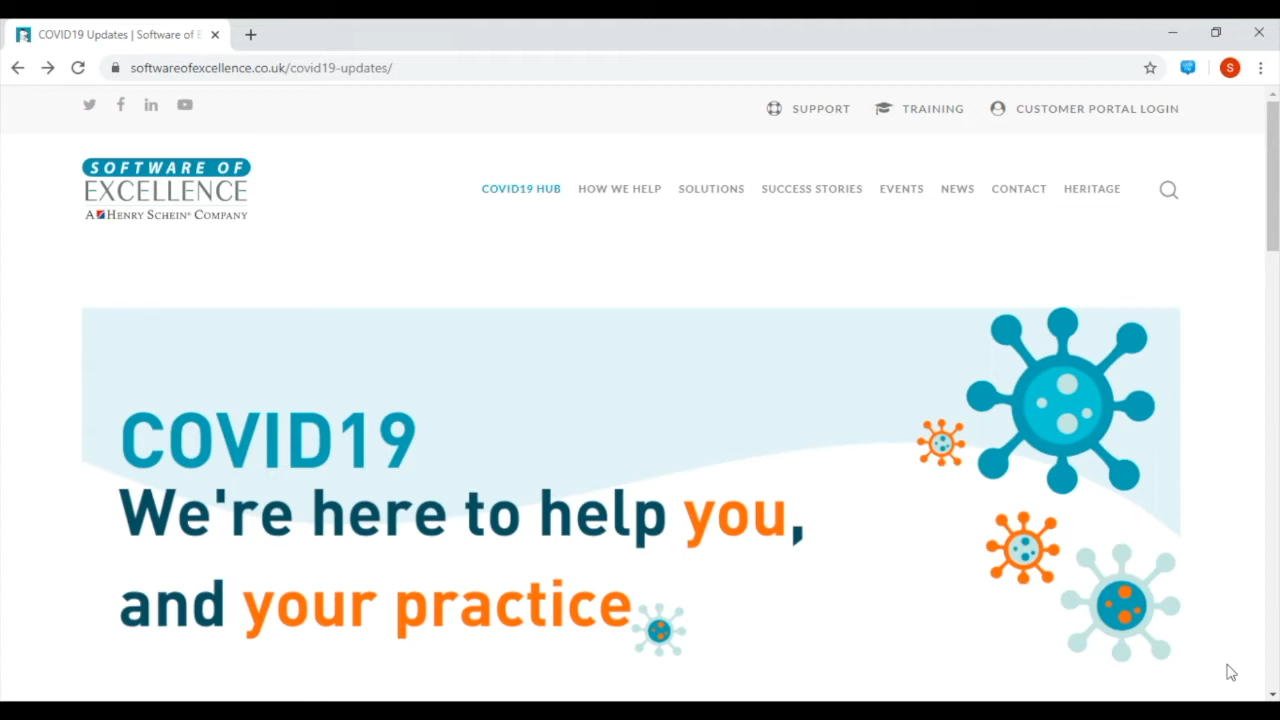 COVID19 Updates | Software of E
softwareofexcellence.co.uk/covid19-updates/
S
SUPPORT
TRAINING
CUSTOMER PORTAL LOGIN
SOFTWARE OF
EXCELLENCE
A HENRY SCHEIN® COMPANY
COVID19 HUB
HOW WE HELP
SOLUTIONS
SUCCESS STORIES
EVENTS
NEWS
CONTACT
HERITAGE
COVID19
We're here to help you,
and your practice